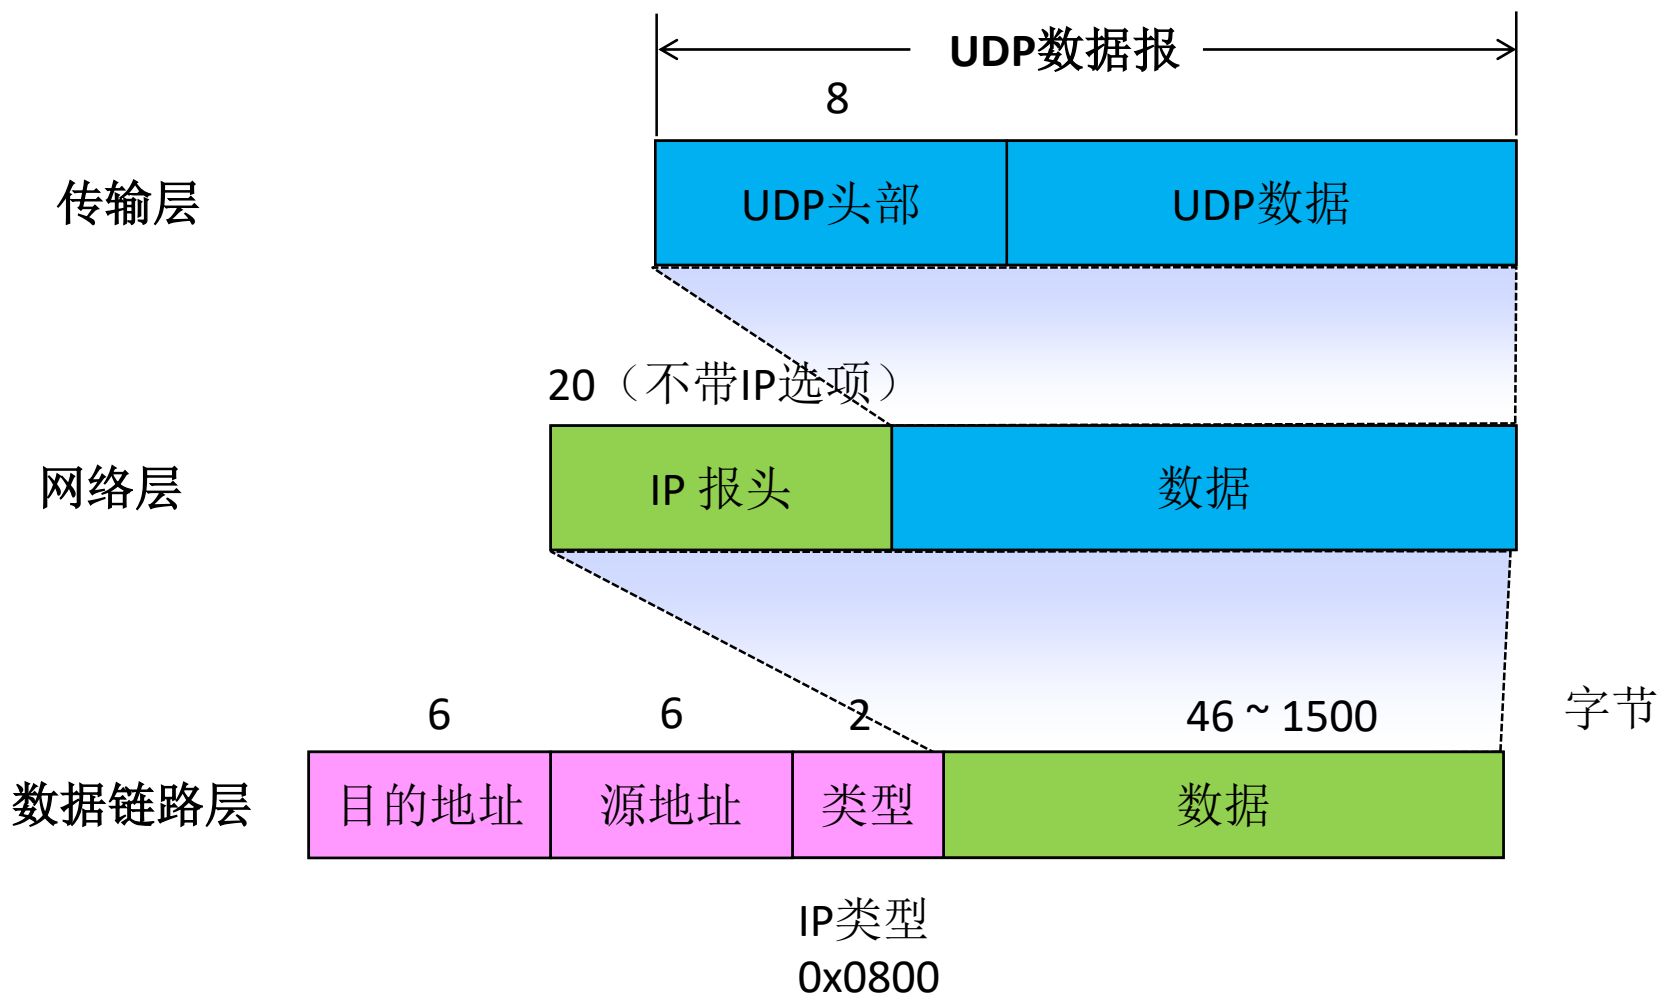 UDP数据报
8
传输层
UDP头部
UDP数据
20（不带IP选项）
网络层
IP 报头
数据
6
6
2
46 ~ 1500
字节
数据链路层
目的地址
源地址
类型
数据
IP类型
0x0800